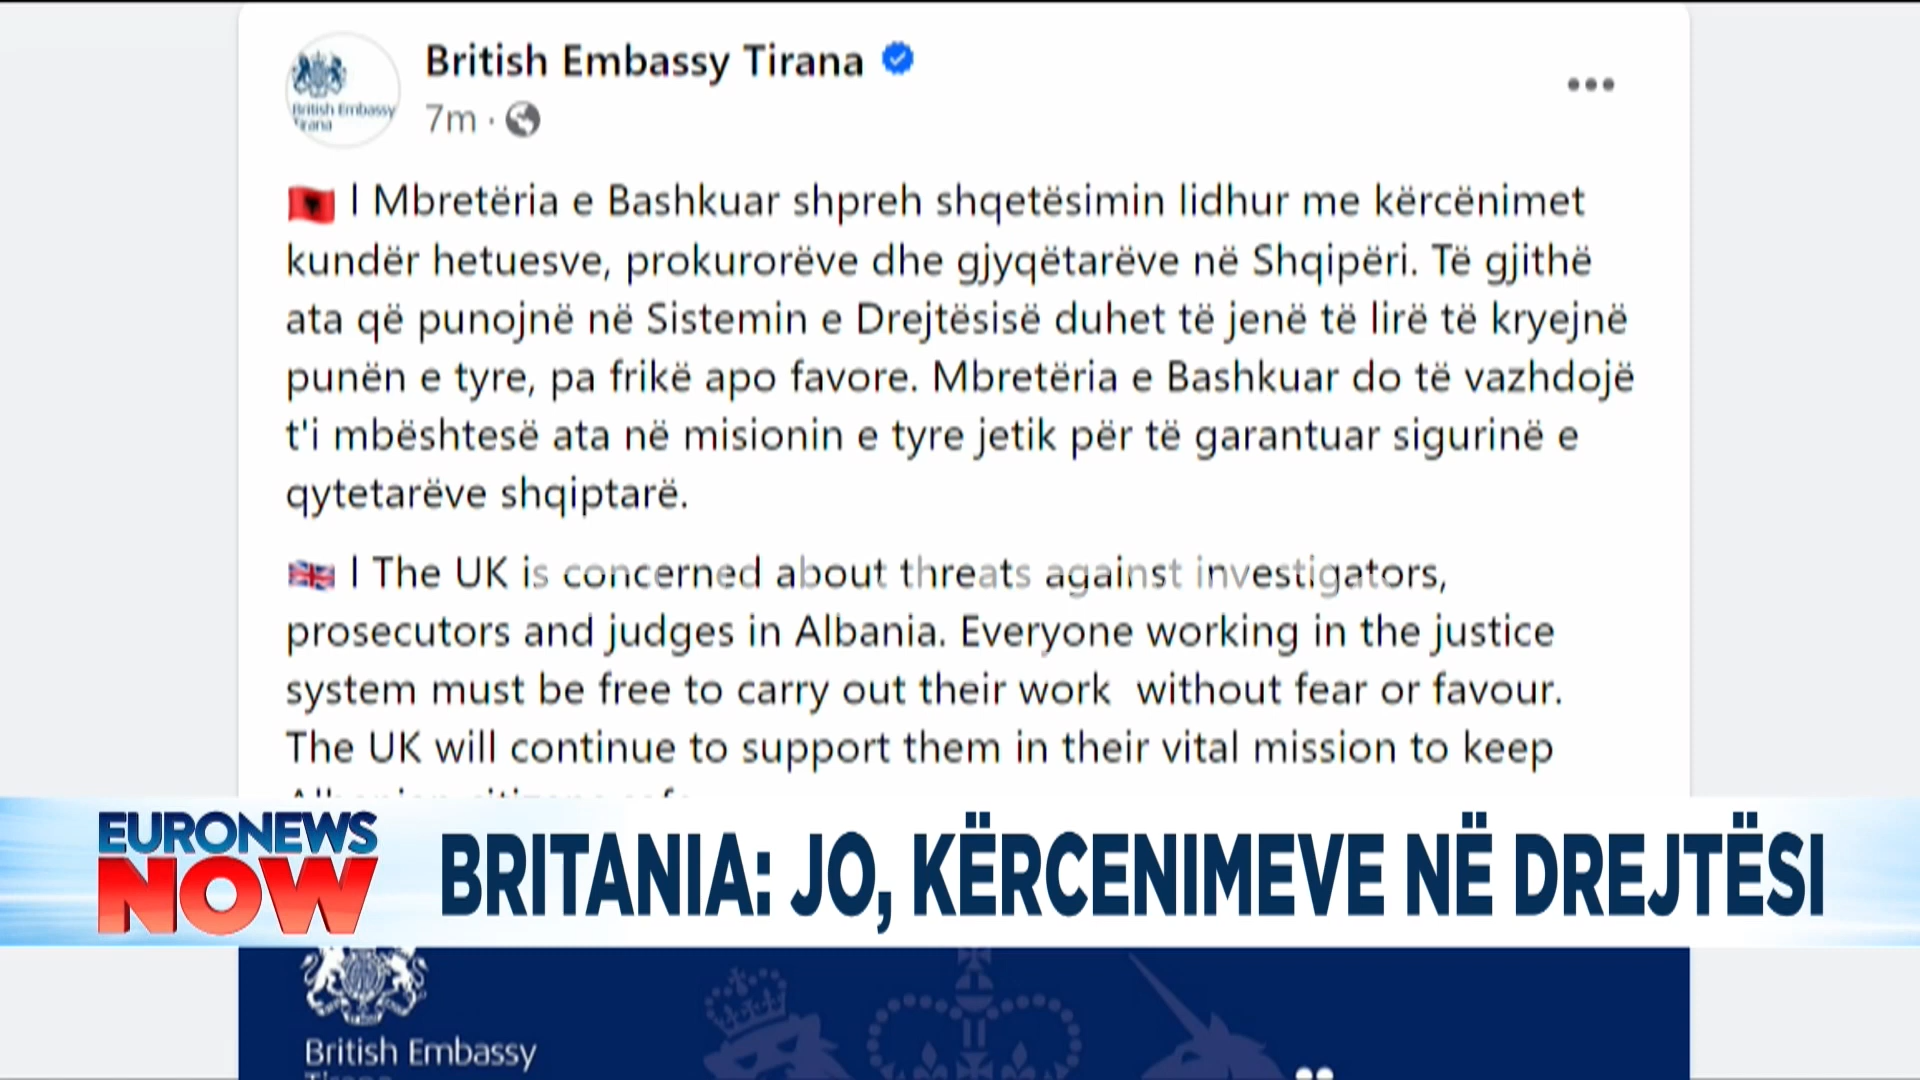 British Embassy Tirana
7m ·
British Embassy
Tirana
| Mbretëria e Bashkuar shpreh shqetësimin lidhur me kërcënimet
kundër hetuesve, prokurorëve dhe gjyqëtarëve në Shqipëri. Të gjithë
ata që punojnë në Sistemin e Drejtësisë duhet të jenë të lirë të kryejnë
punën e tyre, pa frikë apo favore. Mbretëria e Bashkuar do të vazhdojë
t'i mbështesë ata në misionin e tyre jetik për të garantuar sigurinë e
qytetarëve shqiptarë.
| The UK is concerned about threats against investigators,
prosecutors and judges in Albania. Everyone working in the justice
system must be free to carry out their work  without fear or favour.
The UK will continue to support them in their vital mission to keep
EURONEWS
NOW
BRITANIA: JO, KËRCENIMEVE NË DREJTËSI
British Embassy